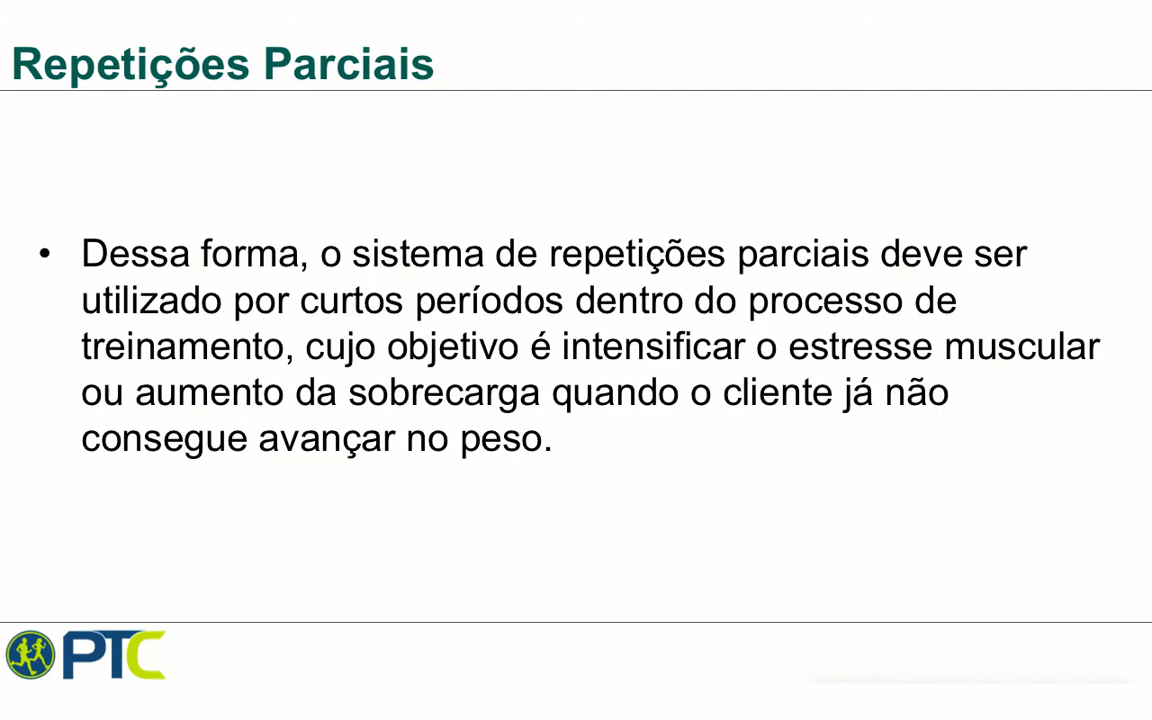 Repetições Parciais
• Dessa forma, o sistema de repetições parciais deve ser
utilizado por curtos períodos dentro do processo de
treinamento, cujo objetivo é intensificar o estresse muscular
ou aumento da sobrecarga quando o cliente já não
consegue avançar no peso.
PTC